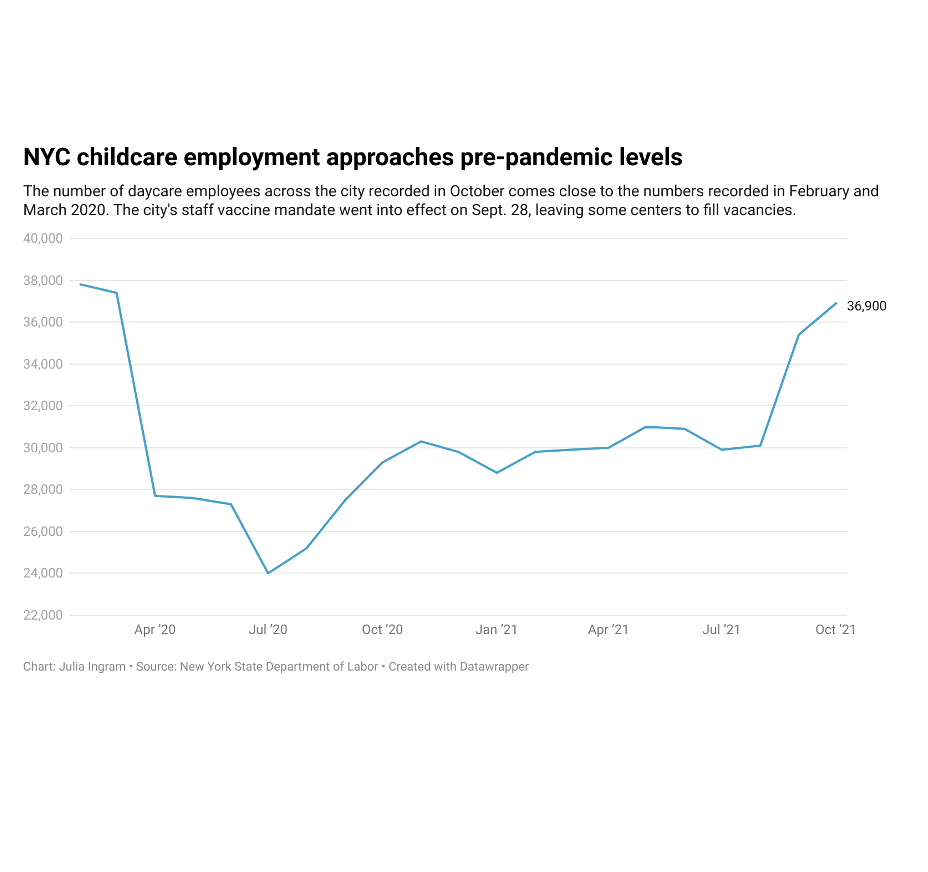 NYC childcare employment approaches pre-pandemic levels
The number of daycare employees across the city recorded in October comes close to the numbers recorded in February and
March 2020. The city's staff vaccine mandate went into effect on Sept. 28, leaving some centers to fill vacancies.
40,000
38,000
36,900
36,000
34,000
32,000
30,000
28,000
26,000
24,000
22,000
Apr '20 Jul '20 Oct '20 Jan '21 Apr '21 Jul '21 Oct '21
Chart: Julia Ingram • Source: New York State Department of Labor • Created with Datawrapper